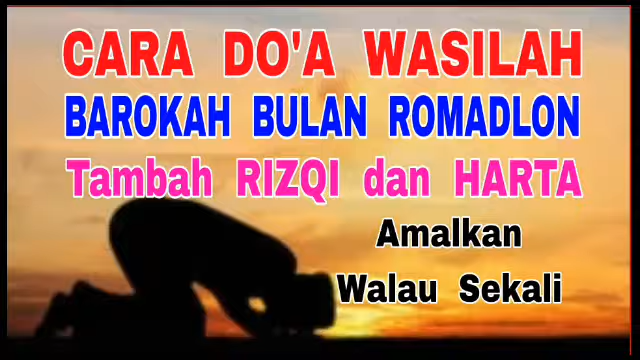 CARA DO'A WASILAH
BAROKAH BULAN ROMADLON
Tambah RIZQI dan HARTA
Amalkan
Walau Sekali